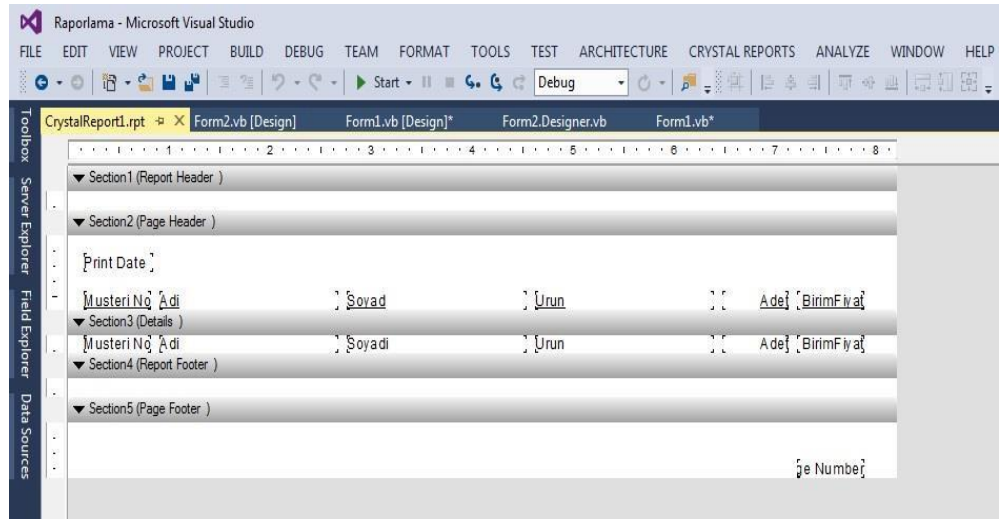 Raporlama - Microsoft Visual Studio
FILE EDIT VIEW PROJECT BUILD DEBUG TEAM FORMAT TOOLS TEST ARCHITECTURE CRYSTAL REPORTS ANALYZE WINDOW HELP
Start Debug
CrystalReport1.rpt Form2.vb [Design] Form1.vb [Design]* Form2.Designer.vb Form1.vb*
Toolbox
Server Explorer
Field Explorer
Data Sources
1 2 3 4 5 6 7 8
Section1 (Report Header )
Section2 (Page Header )
Print Date
Musteri No Adi Soyad Urun Adet BirimFiyat
Section3 (Details )
Musteri No Adi Soyadi Urun Adet BirimFiyat
Section4 (Report Footer )
Section5 (Page Footer )
ge Number